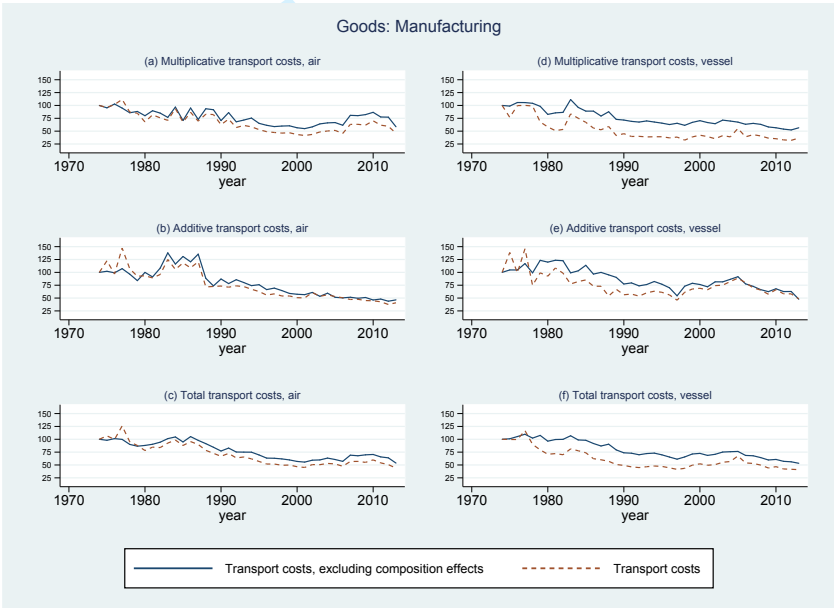 Goods: Manufacturing
(a) Multiplicative transport costs, air
150
125
100
75
50
25
1970 1980 1990 2000 2010
year
(d) Multiplicative transport costs, vessel
150
125
100
75
50
25
1970 1980 1990 2000 2010
year
(b) Additive transport costs, air
150
125
100
75
50
25
1970 1980 1990 2000 2010
year
(e) Additive transport costs, vessel
150
125
100
75
50
25
1970 1980 1990 2000 2010
year
(c) Total transport costs, air
150
125
100
75
50
25
1970 1980 1990 2000 2010
year
(f) Total transport costs, vessel
150
125
100
75
50
25
1970 1980 1990 2000 2010
year
Transport costs, excluding composition effects Transport costs